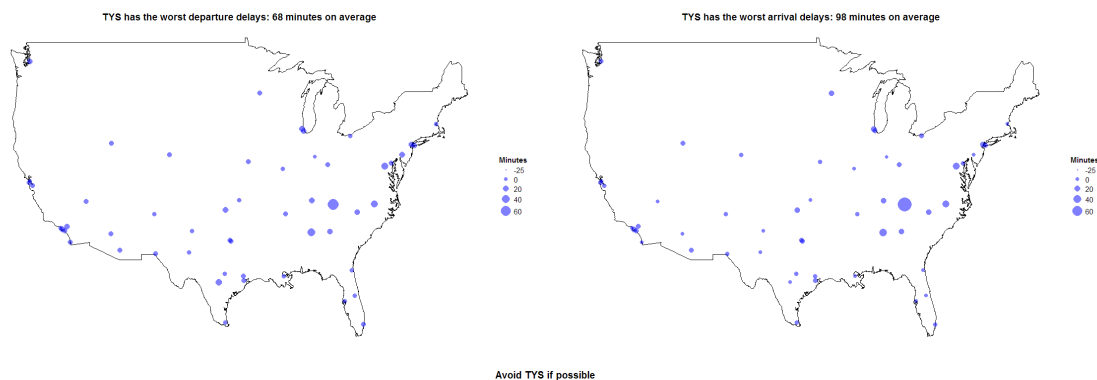 TYS has the worst departure delays: 68 minutes on average
Minutes
-25
0
20
40
60
TYS has the worst arrival delays: 98 minutes on average
Minutes
-25
0
20
40
60
Avoid TYS if possible